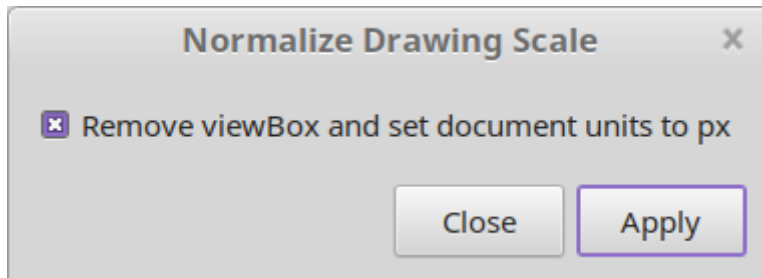 Normalize Drawing Scale
Remove viewBox and set document units to px
Close Apply